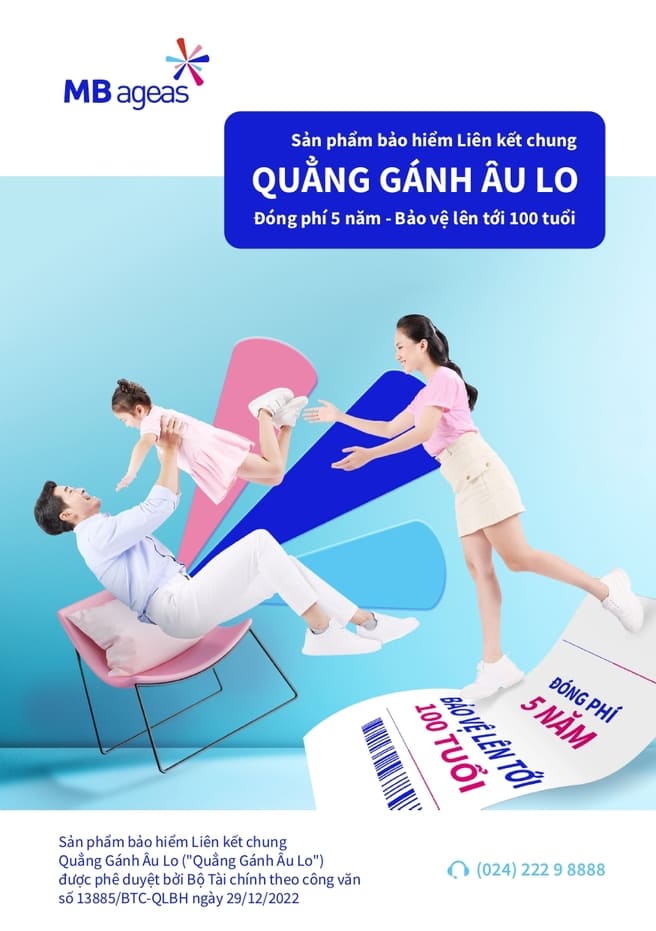 MB ageas
Sản phẩm bảo hiểm Liên kết chung
QUẲNG GÁNH ÂU LO
Đóng phí 5 năm - Bảo vệ lên tới 100 tuổi
ĐÓNG PHÍ
5 NĂM
BẢO VỆ LÊN TỚI
100 TUỔI
Sản phẩm bảo hiểm Liên kết chung
Quẳng Gánh Âu Lo ("Quẳng Gánh Âu Lo")
được phê duyệt bởi Bộ Tài chính theo công văn
số 13885/BTC-QLBH ngày 29/12/2022
(024) 222 9 8888